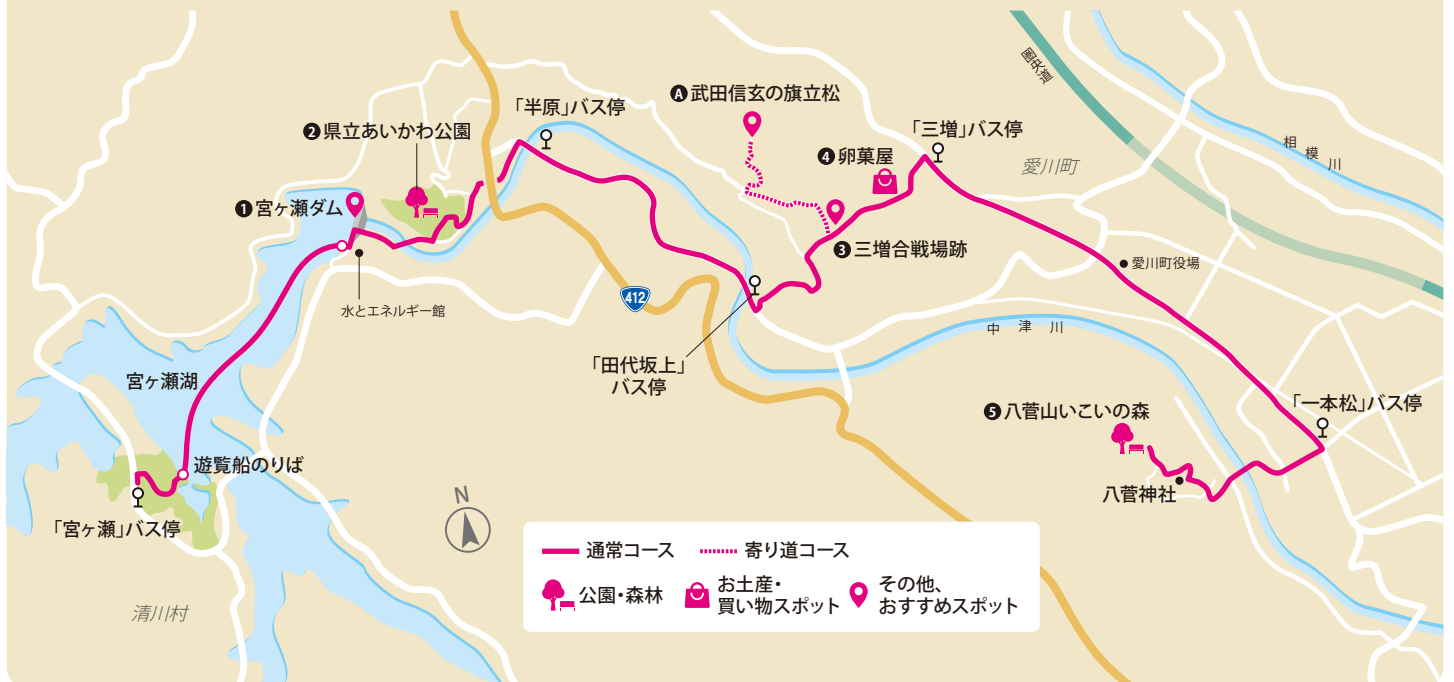 圏央道
相模川
「半原」バス停
Ⓐ武田信玄の旗立松
❷県立あいかわ公園
「三増」バス停
❹卵菓屋
愛川町
❶宮ヶ瀬ダム
❸三増合戦場跡
愛川町役場
水とエネルギー館
412
中津川
「田代坂上」
バス停
宮ヶ瀬湖
❺八菅山いこいの森
「一本松」バス停
遊覧船のりば
八菅神社
N
「宮ヶ瀬」バス停
通常コース
寄り道コース
公園・森林
お土産・
買い物スポット
その他、
おすすめスポット
清川村